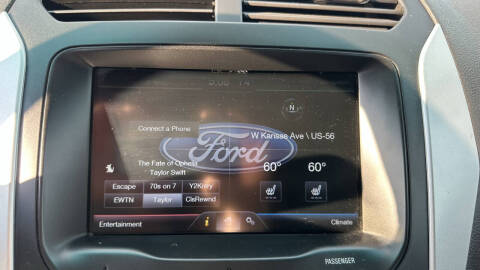 N
Connect a Phone
W Kansas Ave \ US-56
Ford
The Fate of Ophelia
Taylor Swift
60° 60°
Escape 70s on 7 Y2Kntry
EWTN Taylor ClsRewnd
Entertainment i Climate
PASSENGER